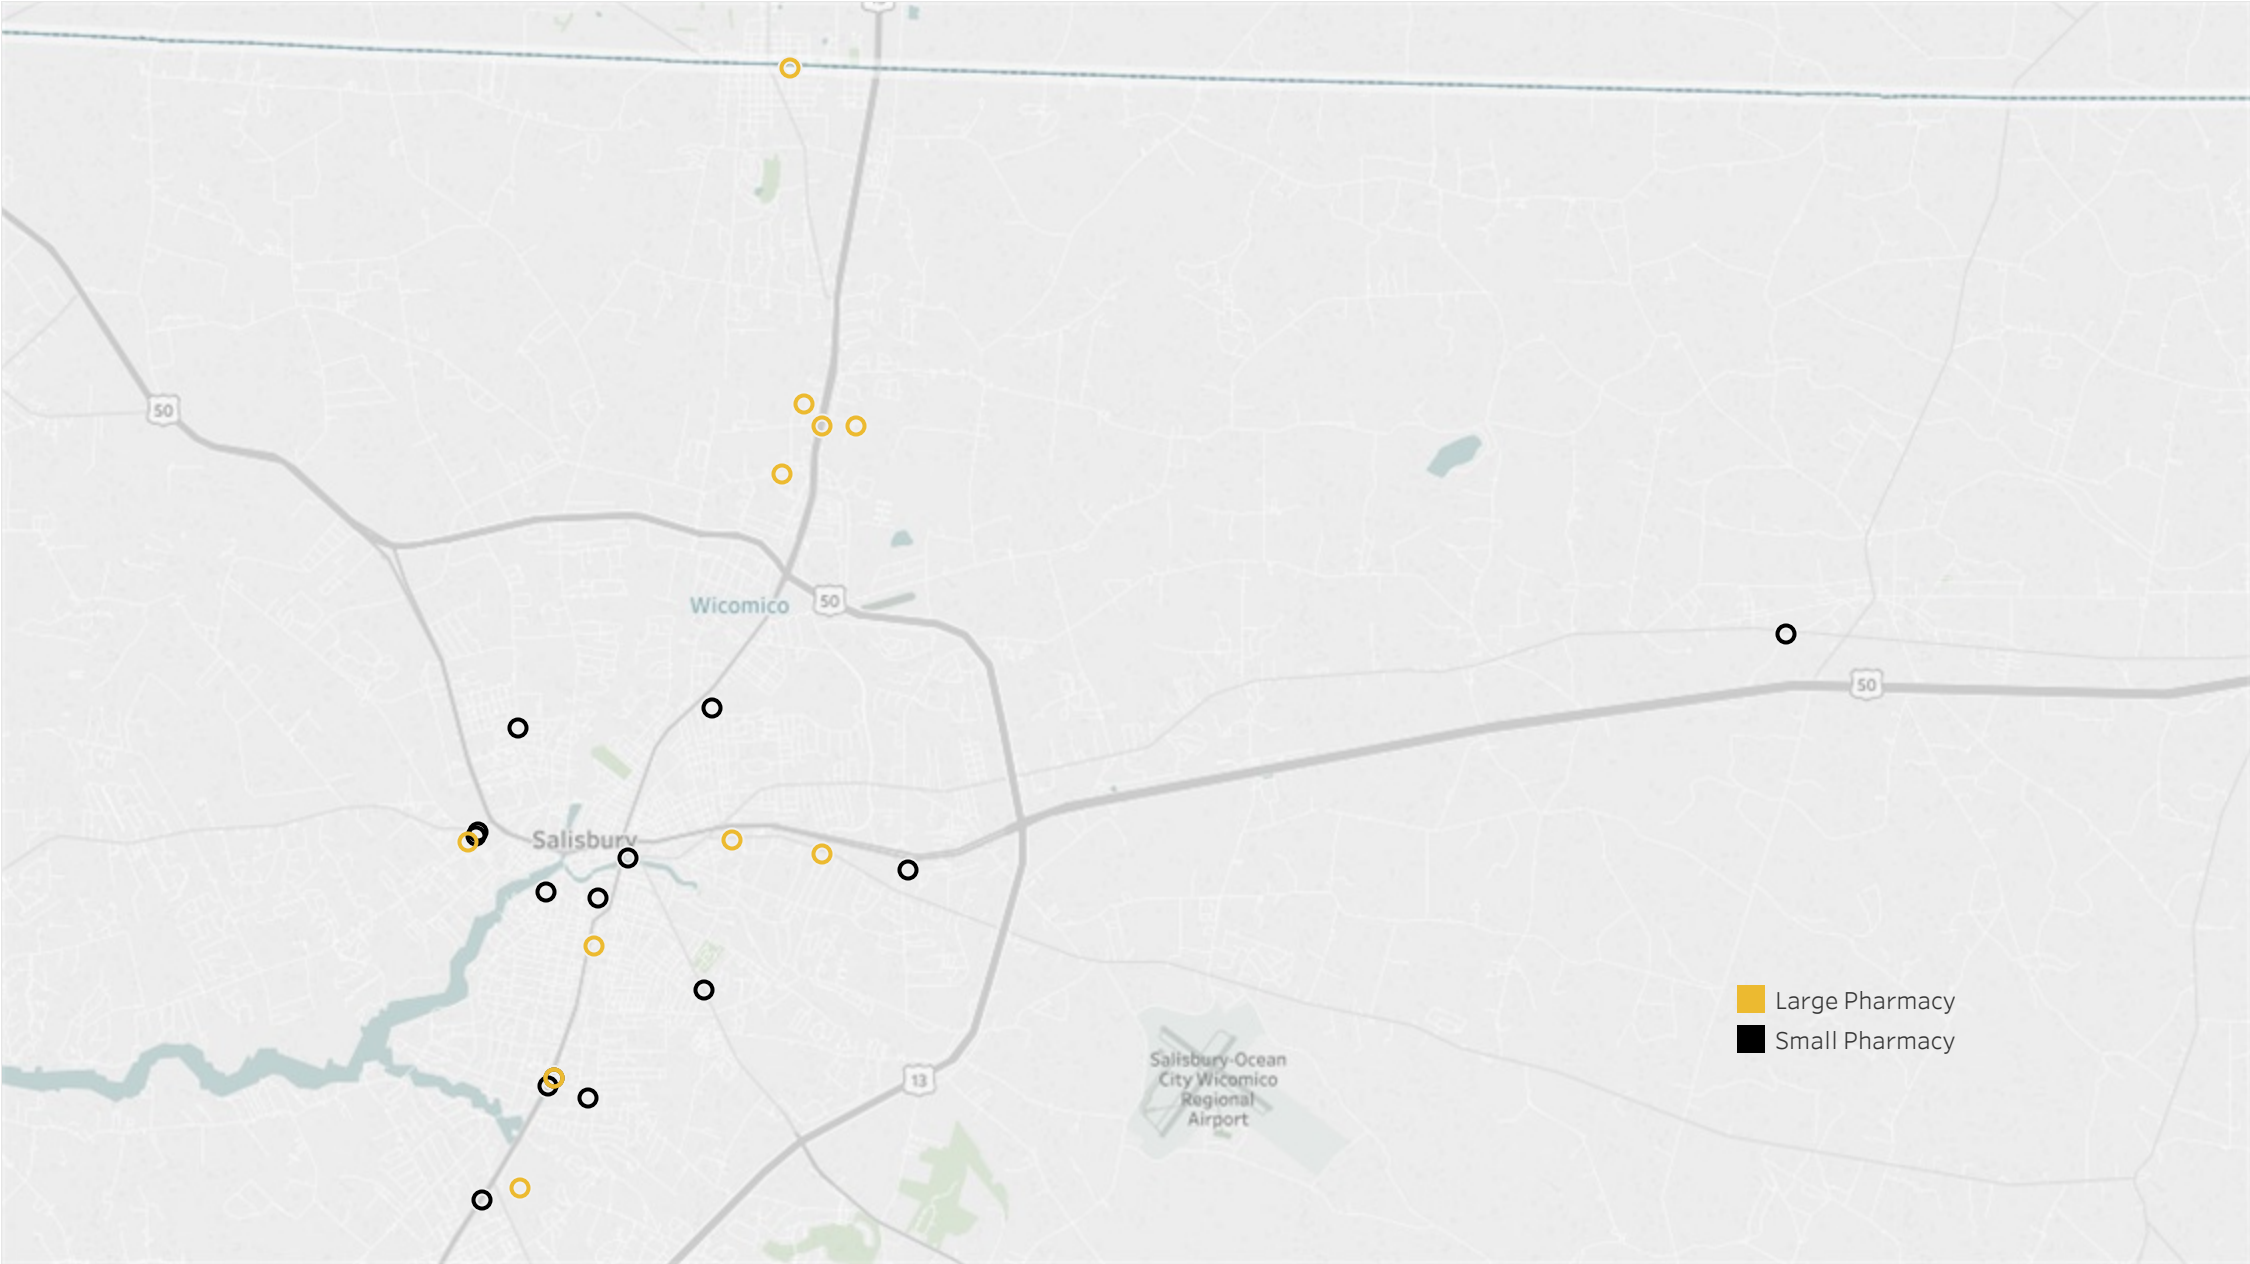 50
Wicomico
50
50
Salisbury
Large Pharmacy
Small Pharmacy
Salisbury-Ocean
City Wicomico
Regional
Airport
13